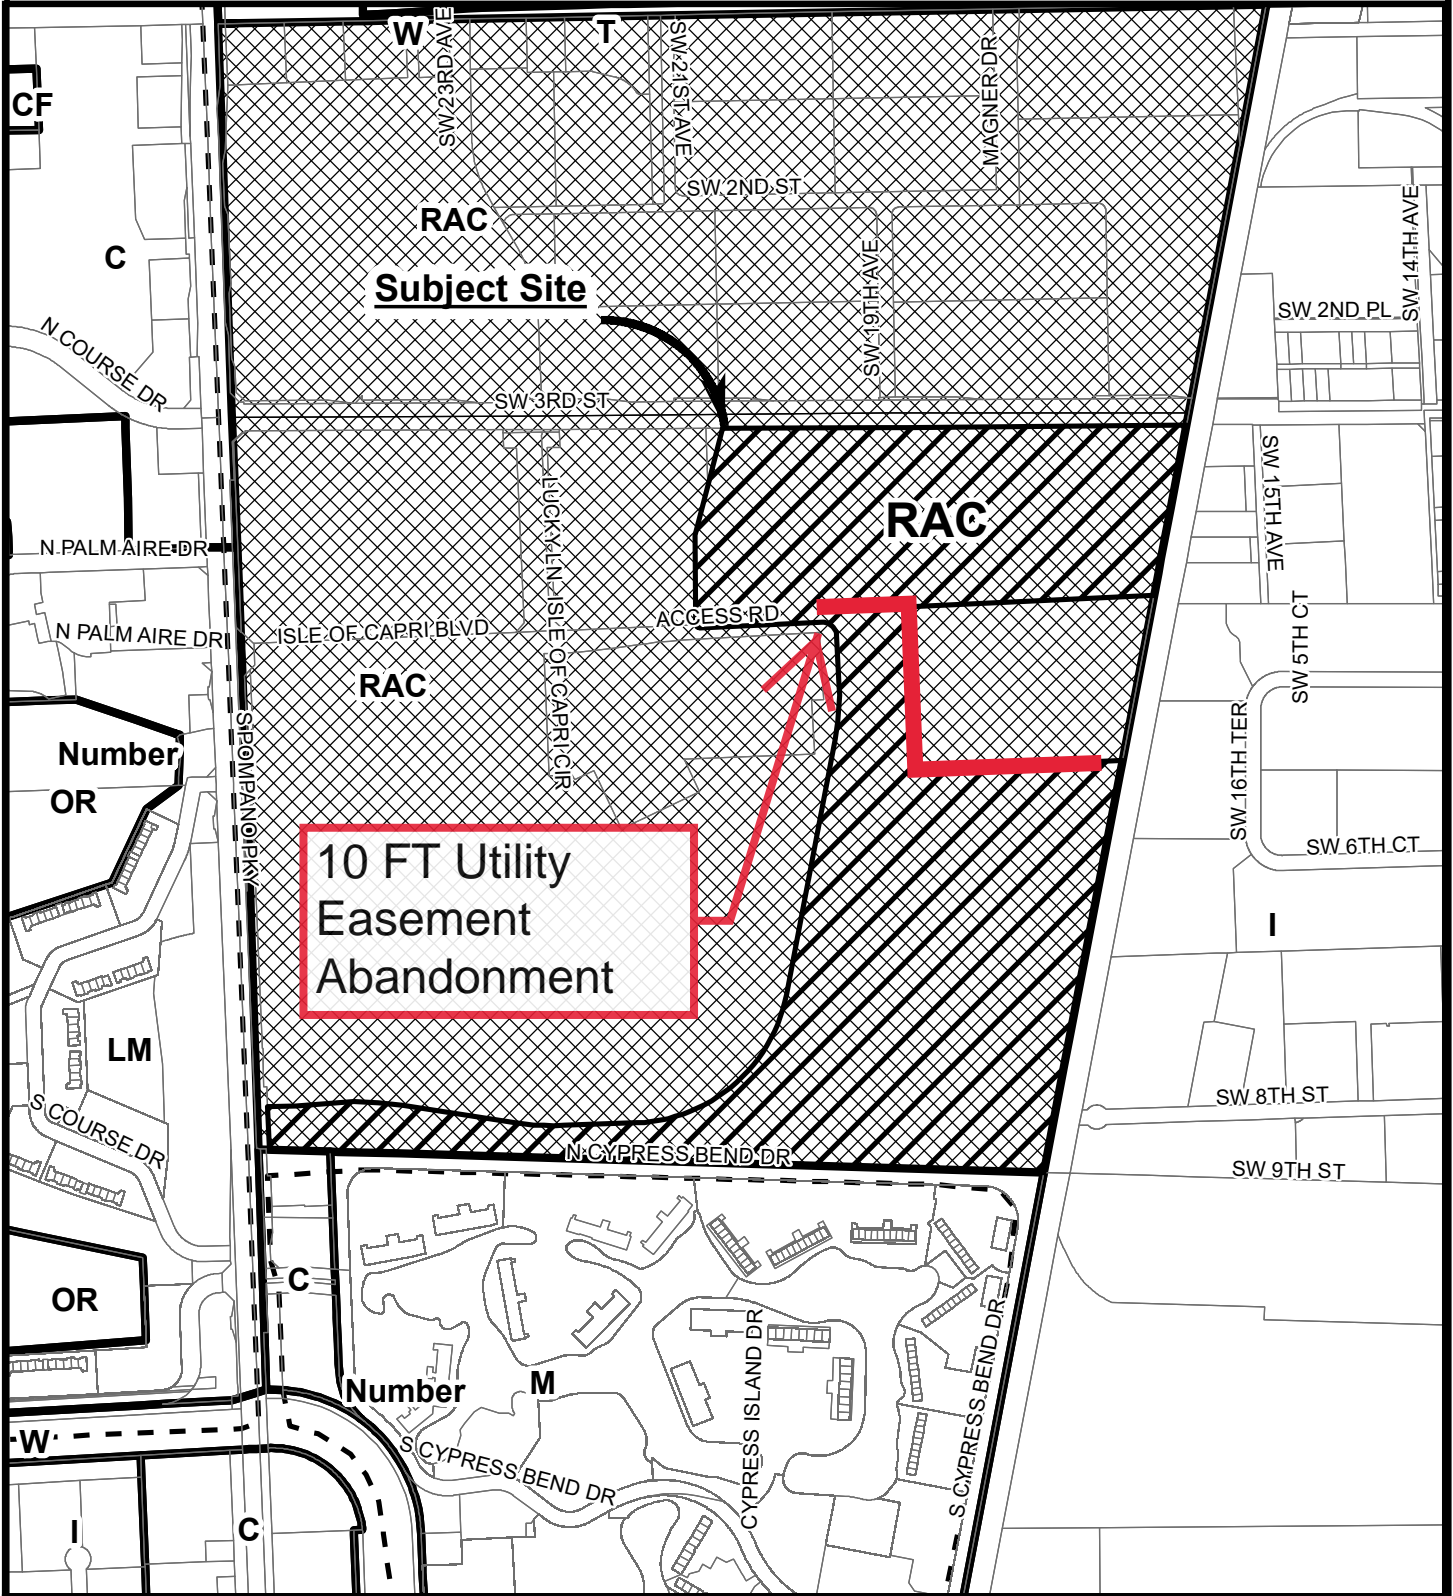 W
T
SW 23RD AVE
SW 21ST AVE
MAGNER DR
CF
SW 2ND ST
RAC
C
SW 14TH AVE
Subject Site
SW 19TH AVE
SW 2ND PL
N COURSE DR
SW 3RD ST
SW 15TH AVE
RAC
LUCKY LN
N PALM AIRE DR
ISLE OF CAPRI CIR
ACCESS RD
N PALM AIRE DR
ISLE OF CAPRI BLVD
SW 5TH CT
RAC
S POMPANO PKY
Number
OR
SW 16TH TER
SW 6TH CT
10 FT Utility
Easement
Abandonment
I
LM
S COURSE DR
SW 8TH ST
N CYPRESS BEND DR
SW 9TH ST
C
OR
CYPRESS ISLAND DR
S CYPRESS BEND DR
Number
M
W
S CYPRESS BEND DR
I
C